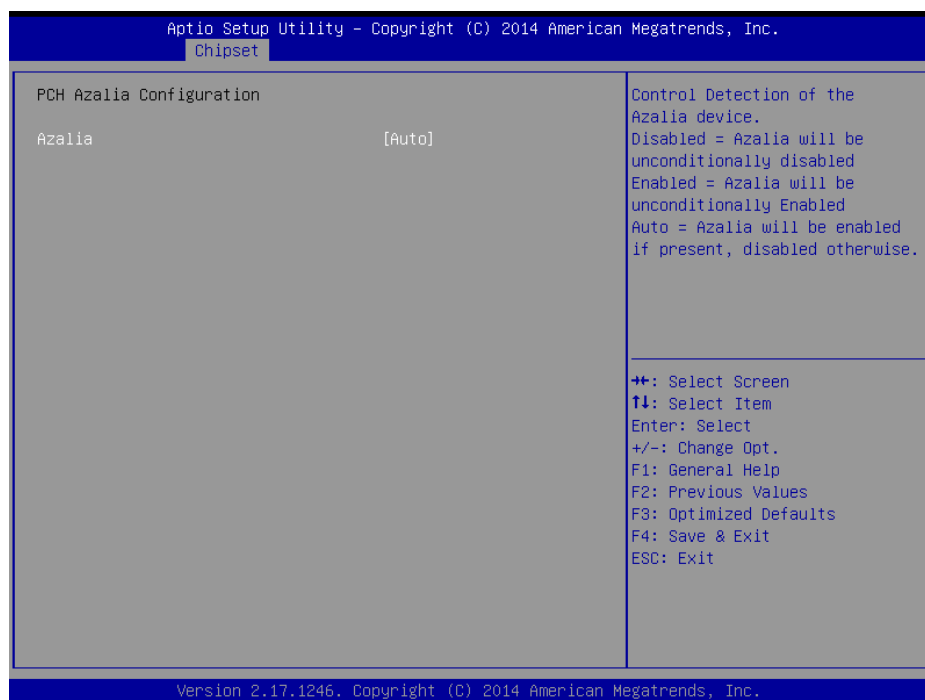 Aptio Setup Utility – Copyright (C) 2014 American Megatrends, Inc.
Chipset
PCH Azalia Configuration
Azalia [Auto]
Control Detection of the
Azalia device.
Disabled = Azalia will be
unconditionally disabled
Enabled = Azalia will be
unconditionally Enabled
Auto = Azalia will be enabled
if present, disabled otherwise.
→←: Select Screen
↑↓: Select Item
Enter: Select
+/-: Change Opt.
F1: General Help
F2: Previous Values
F3: Optimized Defaults
F4: Save & Exit
ESC: Exit
Version 2.17.1246. Copyright (C) 2014 American Megatrends, Inc.